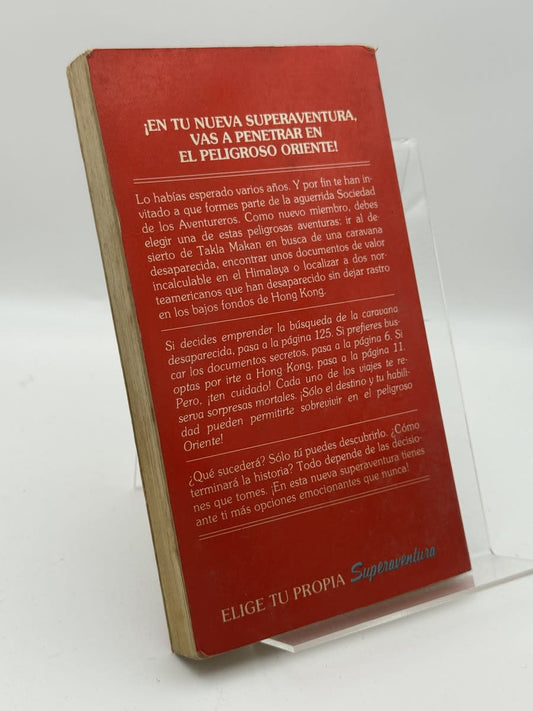 ¡EN TU NUEVA SUPERAVENTURA,
VAS A PENETRAR EN
EL PELIGROSO ORIENTE!
Lo habías esperado varios años. Y por fin te han in-
vitado a que formes parte de la aguerrida Sociedad
de los Aventureros. Como nuevo miembro, debes
elegir una de estas peligrosas aventuras: ir al de-
sierto de Takla Makan en busca de una caravana
desaparecida, encontrar unos documentos de valor
incalculable en el Himalaya o localizar a dos nor-
teamericanos que han desaparecido sin dejar rastro
en los bajos fondos de Hong Kong.
Si decides emprender la búsqueda de la caravana
desaparecida, pasa a la página 125. Si prefieres bus-
car los documentos secretos, pasa a la página 6. Si
optas por irte a Hong Kong, pasa a la página 11.
Pero, ¡ten cuidado! Cada uno de los viajes te re-
serva sorpresas mortales. ¡Sólo el destino y tu habili-
dad pueden permitirte sobrevivir en el peligroso
Oriente!
¿Qué sucederá? Sólo tú puedes descubrirlo. ¿Cómo
terminará la historia? Todo depende de las decisio-
nes que tomes. ¡En esta nueva superaventura tienes
ante ti más opciones emocionantes que nunca!
ELIGE TU PROPIA Superaventura